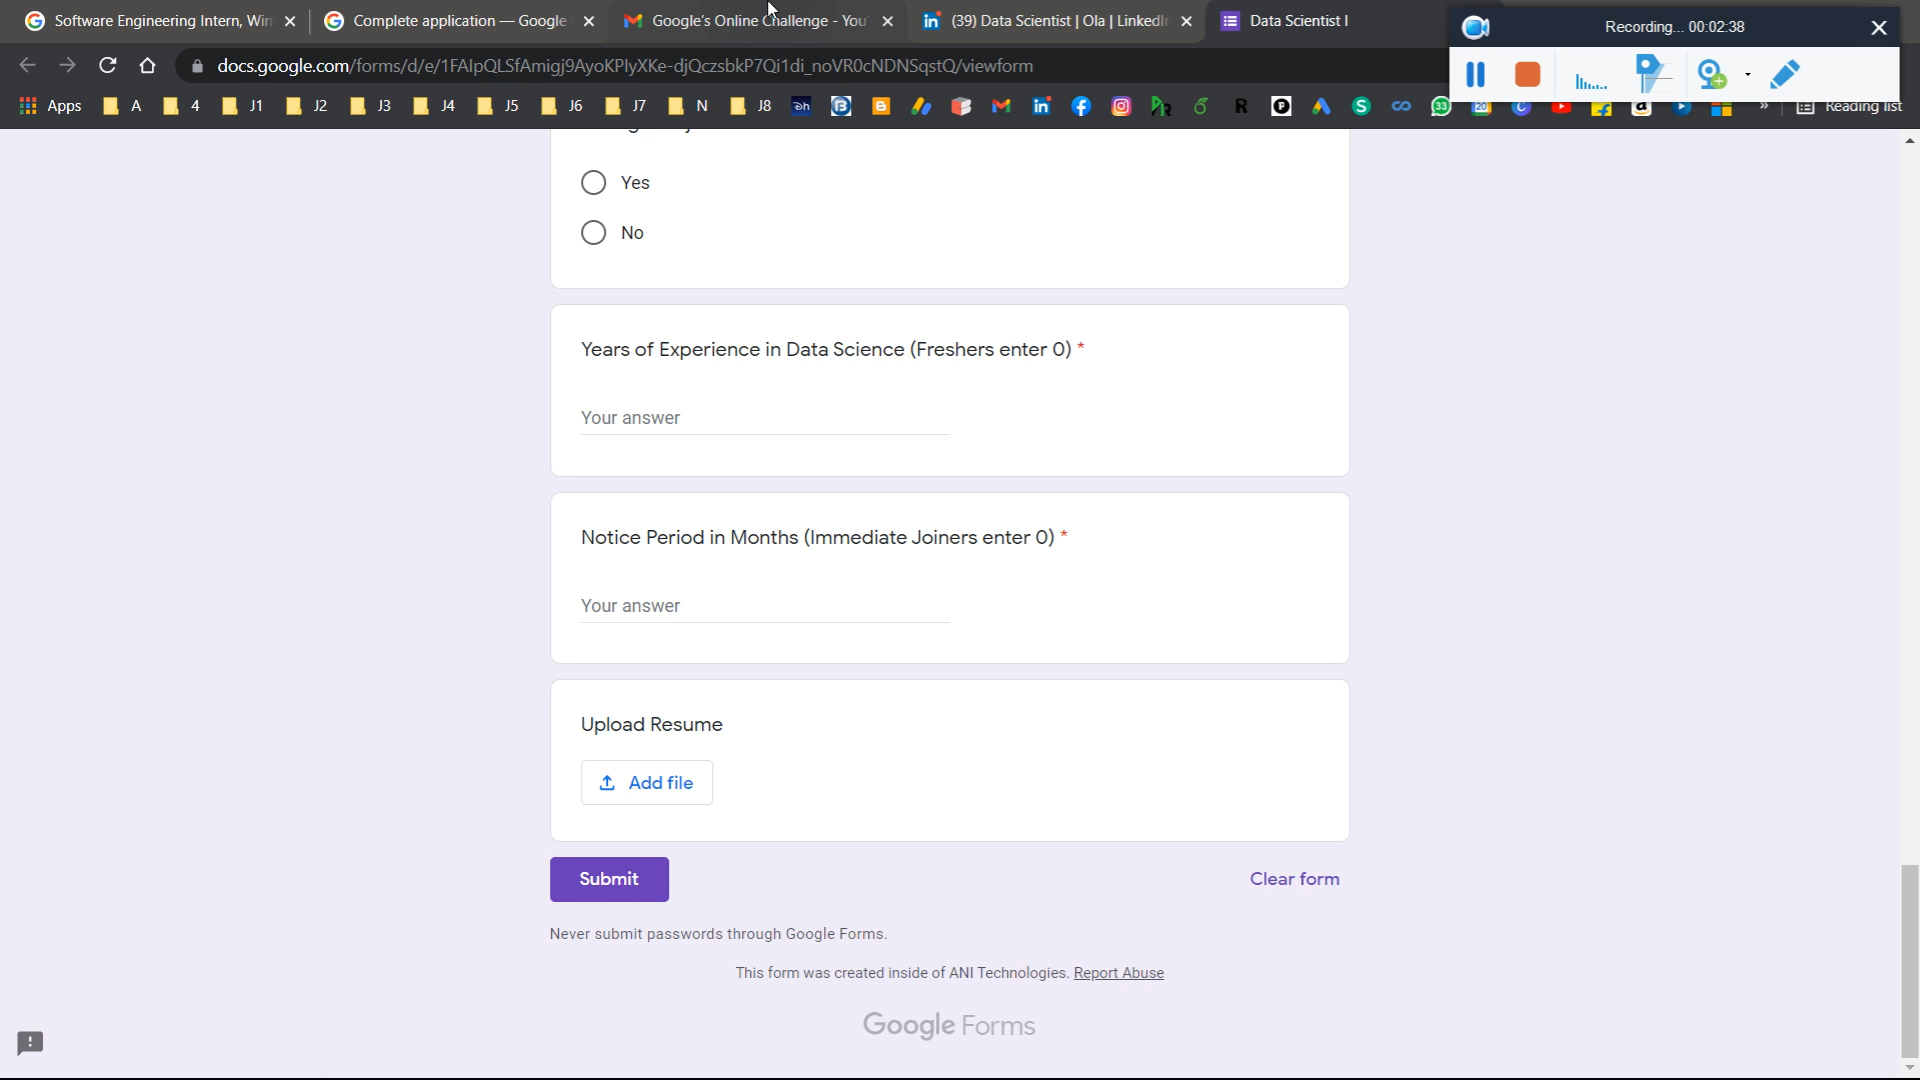 Software Engineering Intern, Win
Complete application — Google
Google's Online Challenge - You'
(39) Data Scientist | Ola | LinkedIn
Data Scientist I
Recording... 00:02:38
docs.google.com/forms/d/e/1FAIpQLSfAmigj9AyoKPlyXKe-djQczsbkP7Qi1di_noVR0cNDNSqstQ/viewform
Apps A 4 J1 J2 J3 J4 J5 J6 J7 N J8 Reading list
Yes
No
Years of Experience in Data Science (Freshers enter 0) *
Your answer
Notice Period in Months (Immediate Joiners enter 0) *
Your answer
Upload Resume
Add file
Submit
Clear form
Never submit passwords through Google Forms.
This form was created inside of ANI Technologies. Report Abuse
Google Forms